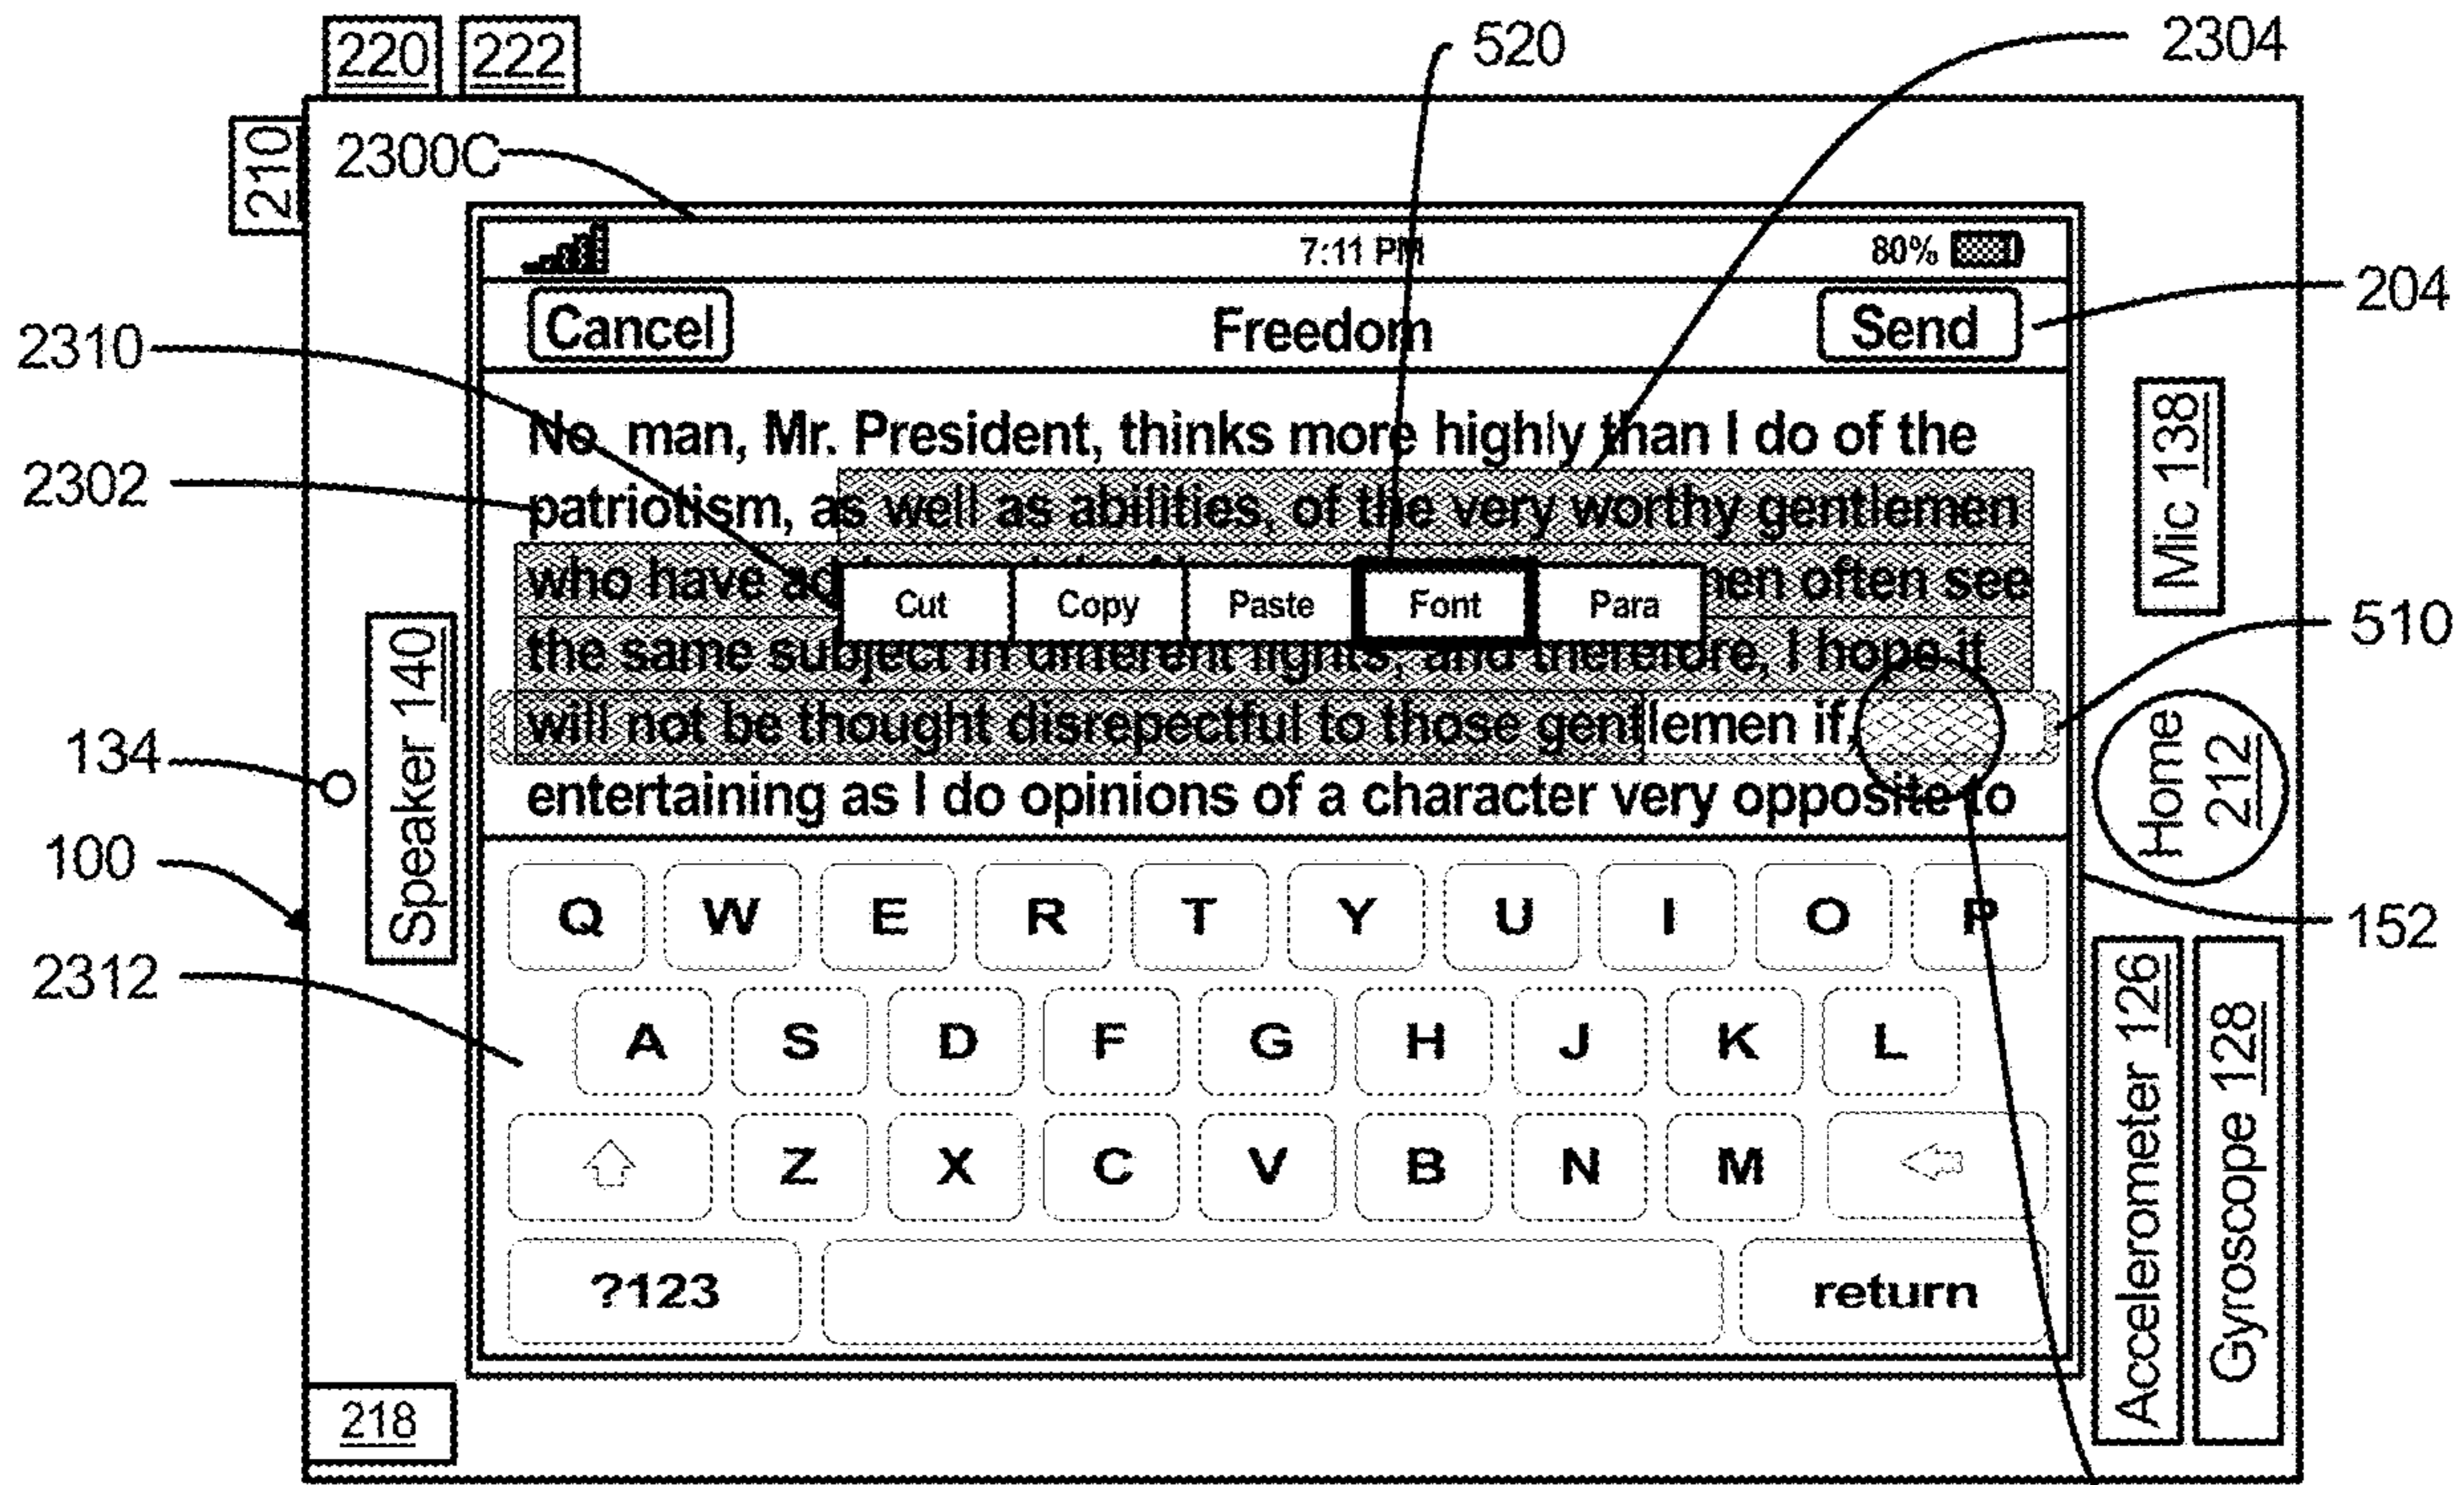 220 222
520
2304
210
2300C
7:11 PM
80%
204
Cancel
Freedom
Send
2310
No man, Mr. President, thinks more highly than I do of the
2302
patriotism, as well as abilities, of the very worthy gentlemen
who have men often see
Cut Copy Paste Font Para
the same subject in different lights, and therefore, I hope it
will not be thought disrepectful to those gentlemen if,
entertaining as I do opinions of a character very opposite to
Mic 138
510
Home
212
134
Speaker 140
100
152
2312
Q W E R T Y U I O P
A S D F G H J K L
Z X C V B N M
?123 return
Accelerometer 126
Gyroscope 128
218